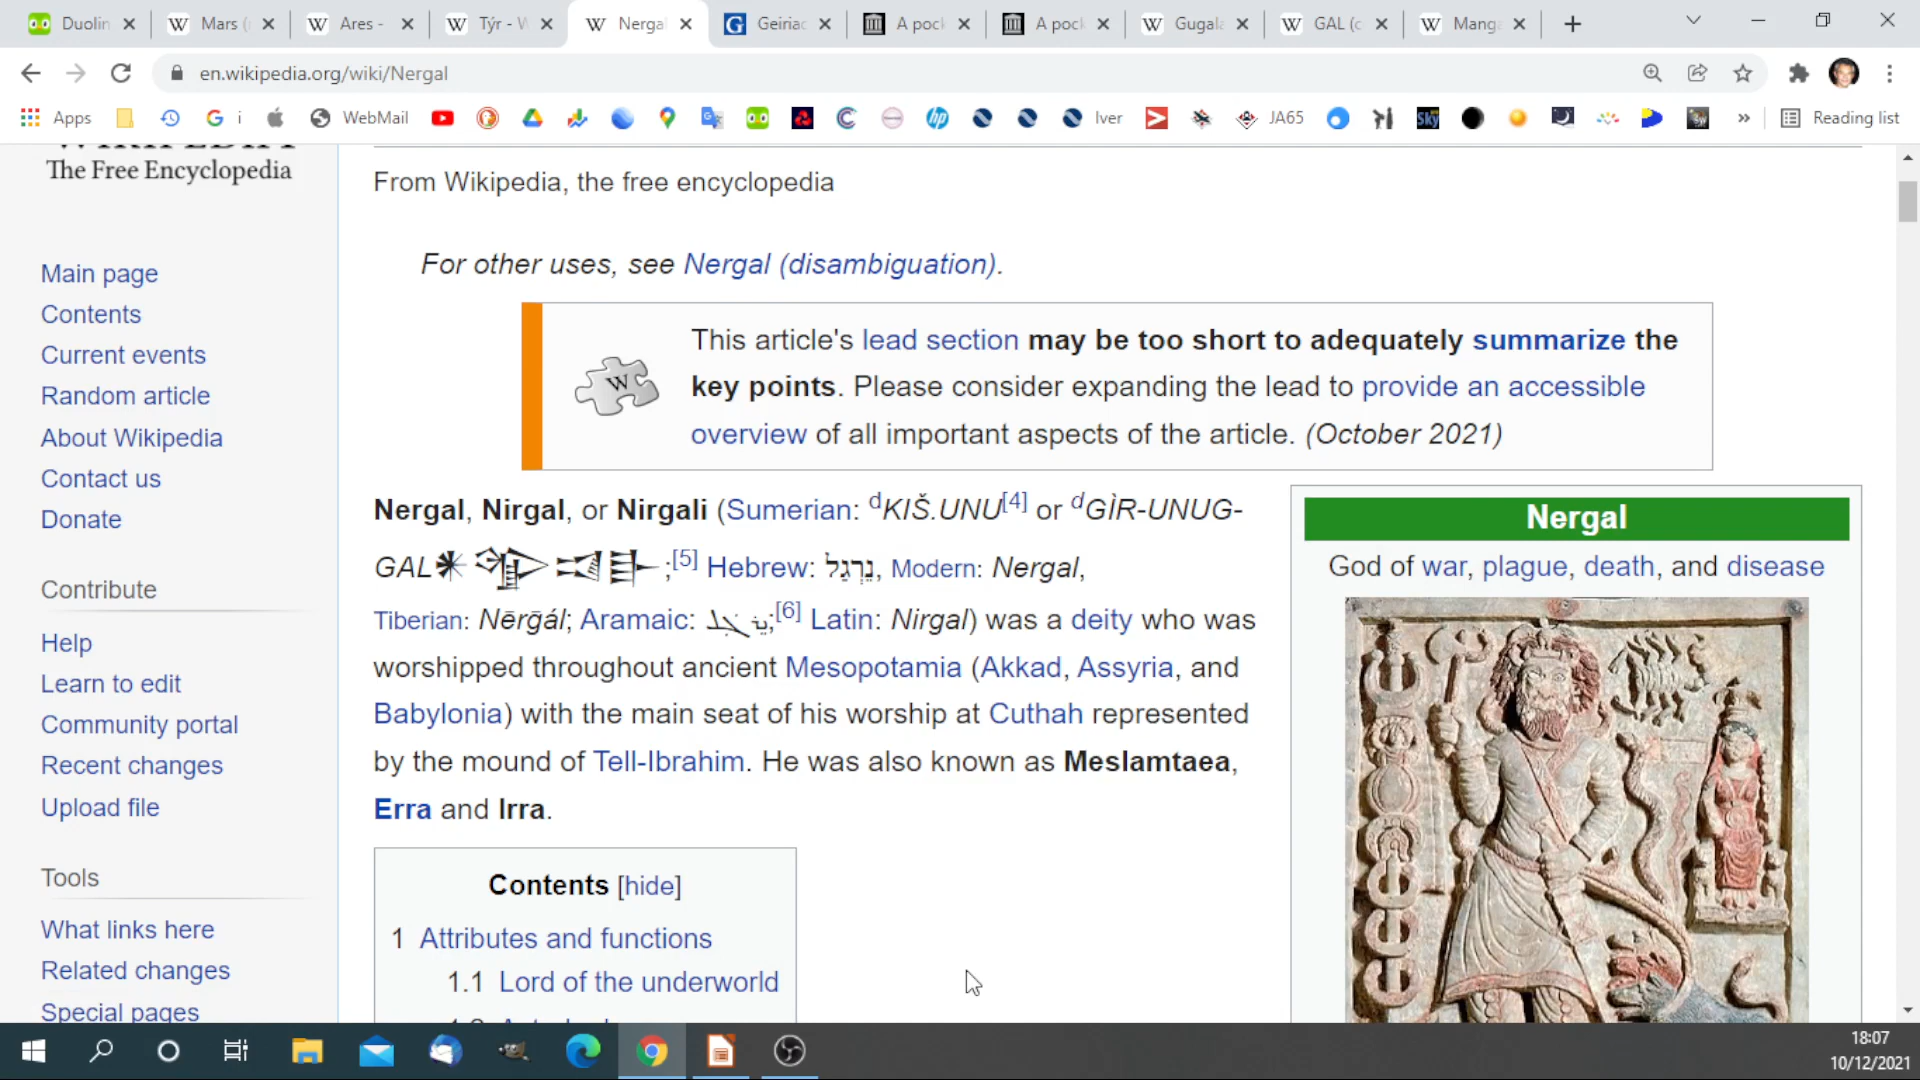 Duolin
Mars (
Ares -
Týr - W
Nergal
Geiriac
A pock
A pock
Gugala
GAL (c
Manga
en.wikipedia.org/wiki/Nergal
Apps
i
WebMail
Iver
JA65
Reading list
The Free Encyclopedia
From Wikipedia, the free encyclopedia
Main page
Contents
Current events
Random article
About Wikipedia
Contact us
Donate
Contribute
Help
Learn to edit
Community portal
Recent changes
Upload file
Tools
What links here
Related changes
Special pages
For other uses, see Nergal (disambiguation).
This article's lead section may be too short to adequately summarize the
key points. Please consider expanding the lead to provide an accessible
overview of all important aspects of the article. (October 2021)
Nergal, Nirgal, or Nirgali (Sumerian: dKIŠ.UNU[4] or dGÌR-UNUG-
GAL ;[5] Hebrew: נֵרְגַל, Modern: Nergal,
Tiberian: Nērḡál; Aramaic: ;[6] Latin: Nirgal) was a deity who was
worshipped throughout ancient Mesopotamia (Akkad, Assyria, and
Babylonia) with the main seat of his worship at Cuthah represented
by the mound of Tell-Ibrahim. He was also known as Meslamtaea,
Erra and Irra.
Contents [hide]
1 Attributes and functions
1.1 Lord of the underworld
Nergal
God of war, plague, death, and disease
18:07
10/12/2021